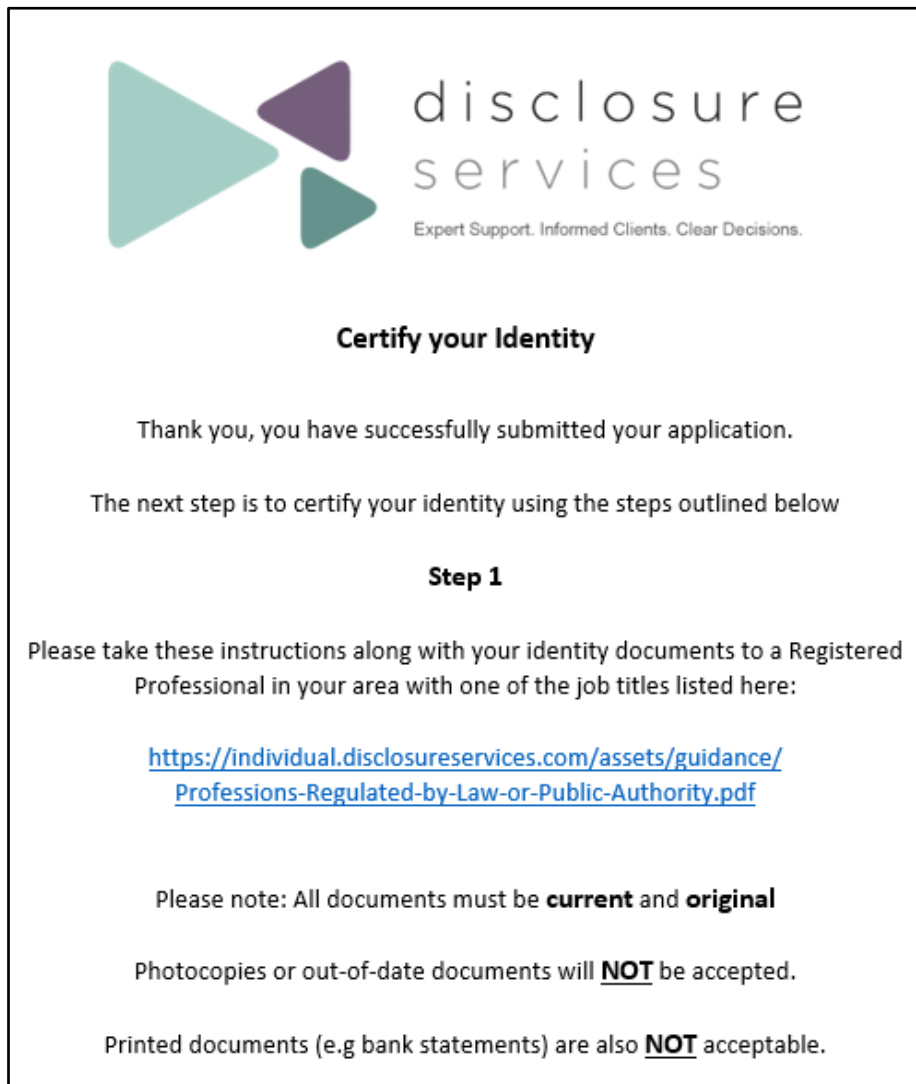 disclosure
services
Expert Support. Informed Clients. Clear Decisions.
Certify your Identity
Thank you, you have successfully submitted your application.
The next step is to certify your identity using the steps outlined below
Step 1
Please take these instructions along with your identity documents to a Registered
Professional in your area with one of the job titles listed here:
https://individual.disclosureservices.com/assets/guidance/
Professions-Regulated-by-Law-or-Public-Authority.pdf
Please note: All documents must be current and original
Photocopies or out-of-date documents will NOT be accepted.
Printed documents (e.g bank statements) are also NOT acceptable.